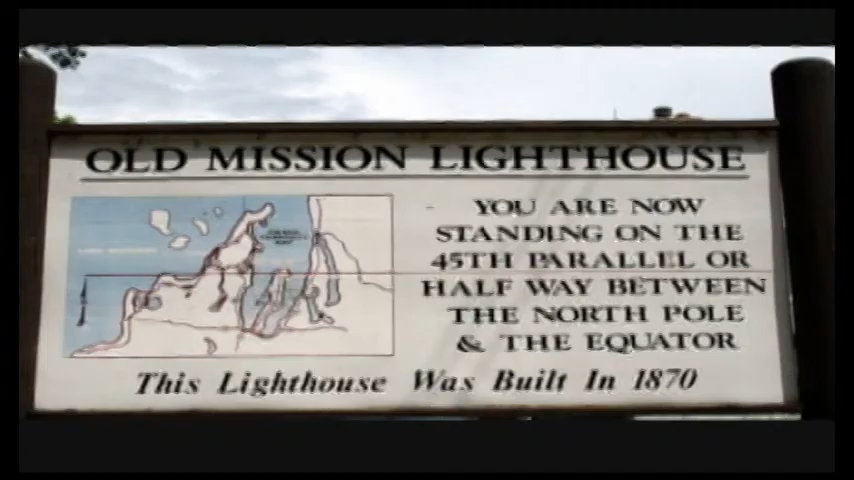 OLD MISSION LIGHTHOUSE
YOU ARE NOW
STANDING ON THE
45TH PARALLEL OR
HALF WAY BETWEEN
THE NORTH POLE
& THE EQUATOR
This Lighthouse Was Built In 1870